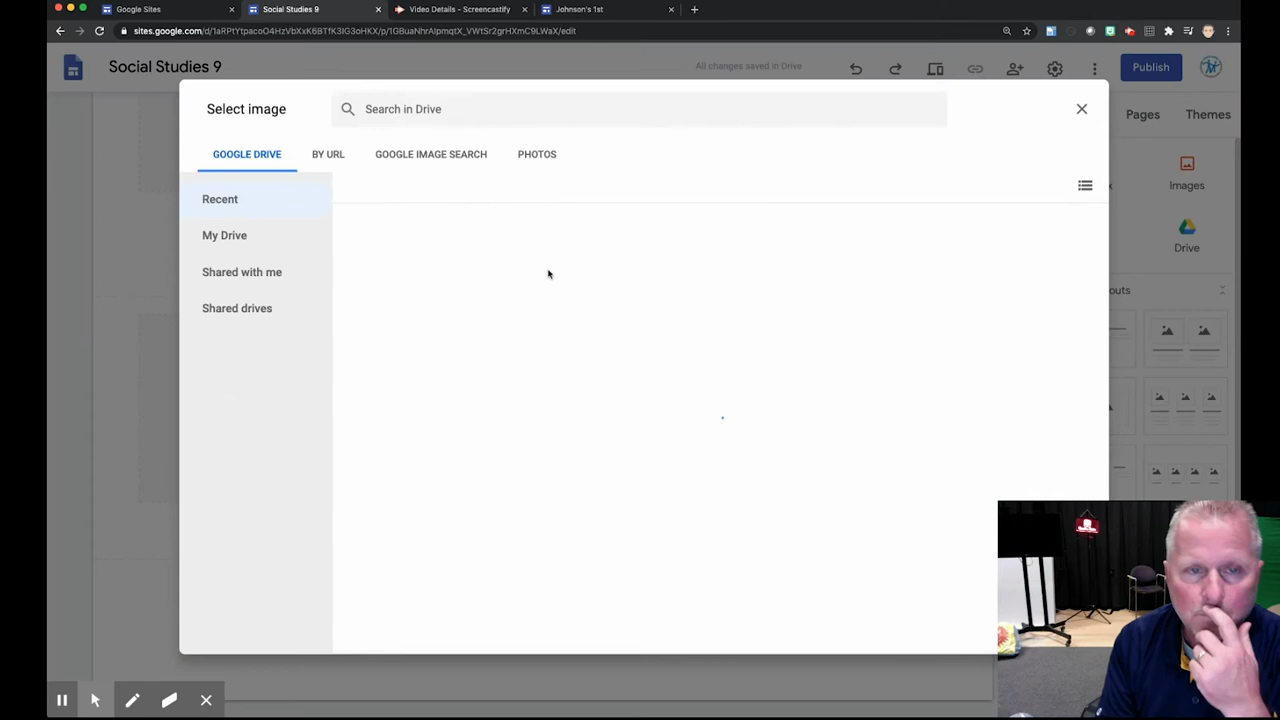 Google Sites
Social Studies 9
Video Details - Screencastify
Johnson's 1st
sites.google.com/d/1aRPtYtpacoO4HzVbXxK6BTfK3IG3oHKX/p/1GBuaNhrAlpmqtX_VWtSr2grHXmC9LWaX/edit
Social Studies 9
All changes saved in Drive
Publish
Pages
Themes
Select image
Search in Drive
GOOGLE DRIVE
BY URL
GOOGLE IMAGE SEARCH
PHOTOS
Recent
My Drive
Shared with me
Shared drives
Images
Drive
outs